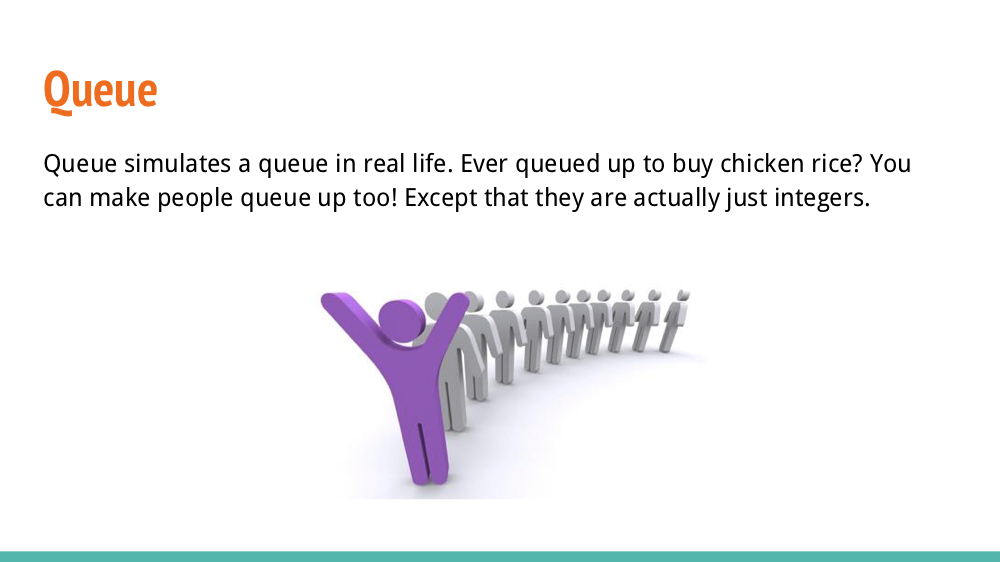 Queue
Queue simulates a queue in real life. Ever queued up to buy chicken rice? You
can make people queue up too! Except that they are actually just integers.